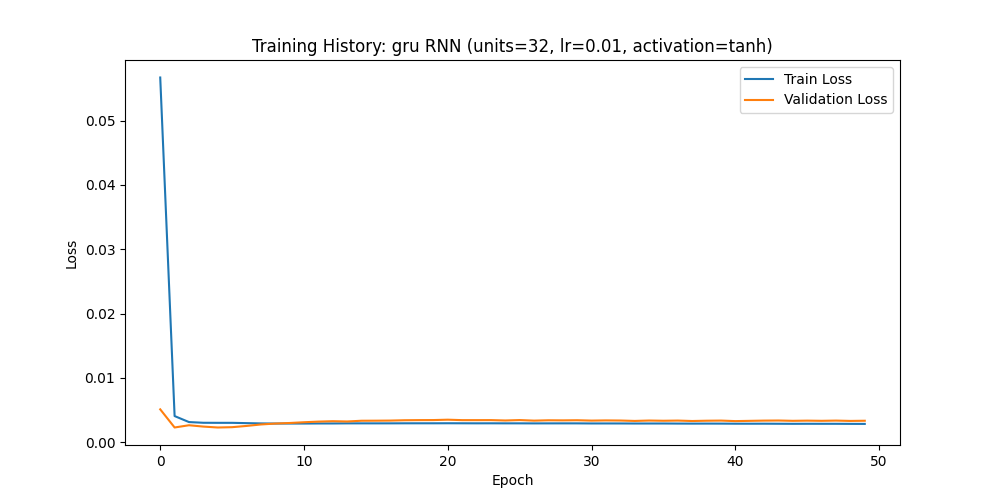 Training History: gru RNN (units=32, lr=0.01, activation=tanh)
Train Loss
Validation Loss
Loss
0.05
0.04
0.03
0.02
0.01
0.00
0 10 20 30 40 50
Epoch